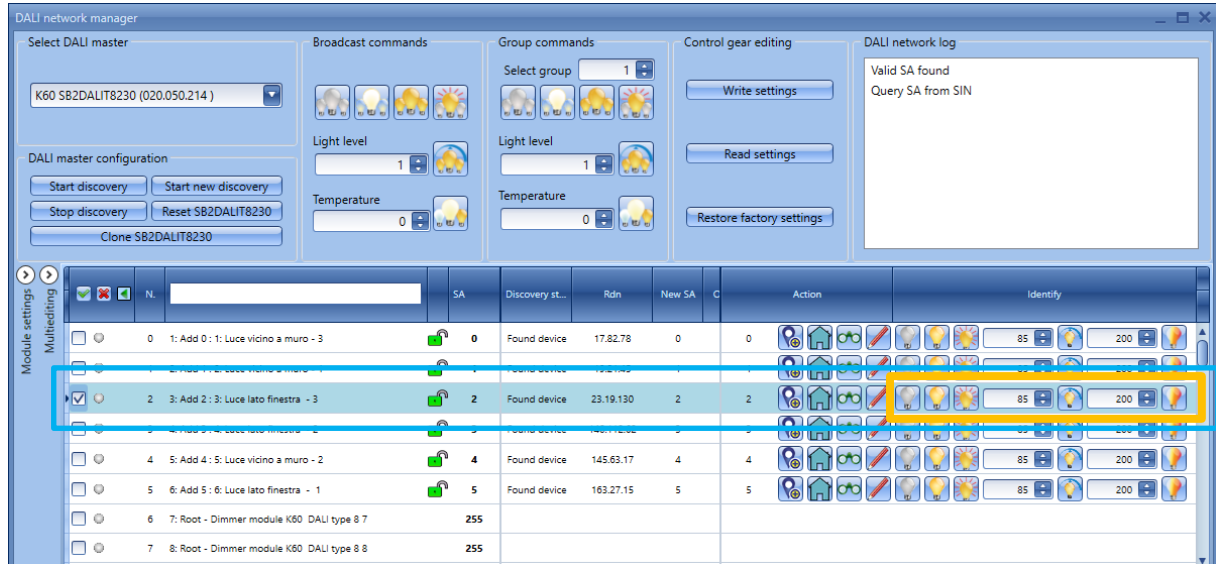 DALI network manager
Select DALI master
Broadcast commands
Group commands
Control gear editing
DALI network log
K60 SB2DALIT8230 (020.050.214 )
Select group
1
Write settings
Valid SA found
Query SA from SIN
Light level
1
Light level
1
Read settings
DALI master configuration
Start discovery
Start new discovery
Stop discovery
Reset SB2DALIT8230
Clone SB2DALIT8230
Temperature
0
Temperature
0
Restore factory settings
Module settings
Multiediting
N. SA Discovery st... Rdn New SA C Action Identify
0 1: Add 0 : 1: Luce vicino a muro - 3 0 Found device 17.82.78 0 0 85 200
2 3: Add 2 : 3: Luce lato finestra - 3 2 Found device 23.19.130 2 2 85 200
4 5: Add 4 : 5: Luce vicino a muro - 2 4 Found device 145.63.17 4 4 85 200
5 6: Add 5 : 6: Luce lato finestra - 1 5 Found device 163.27.15 5 5 85 200
6 7: Root - Dimmer module K60 DALI type 8 7 255
7 8: Root - Dimmer module K60 DALI type 8 8 255